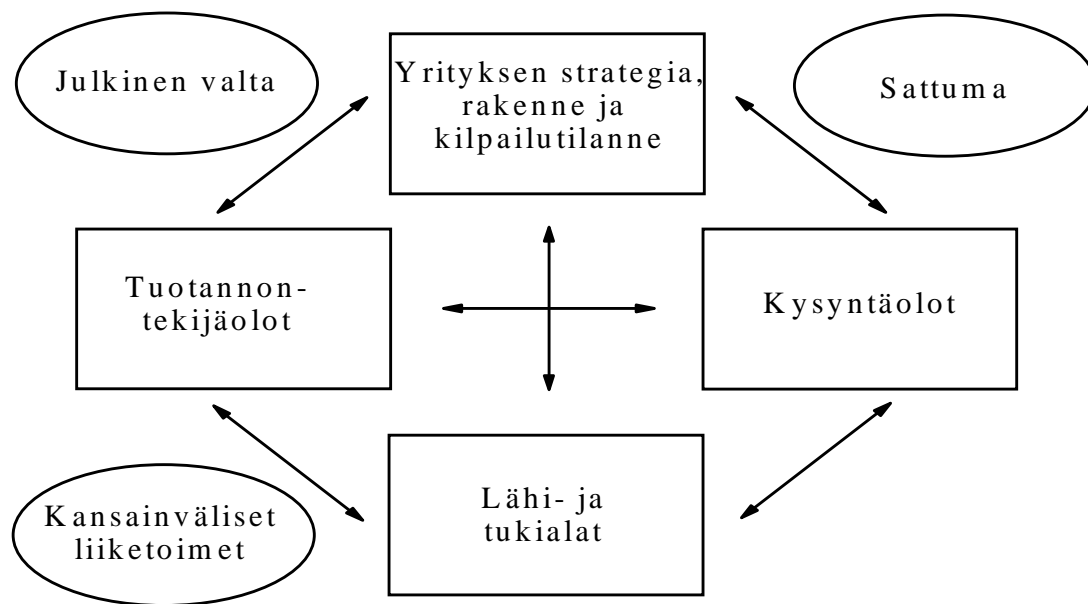 Julkinen valta
Yrityksen strategia,
rakenne ja
kilpailutilanne
Sattuma
Tuotannon-
tekijäolot
Kysyntäolot
Kansainväliset
liiketoimet
Lähi- ja
tukialat